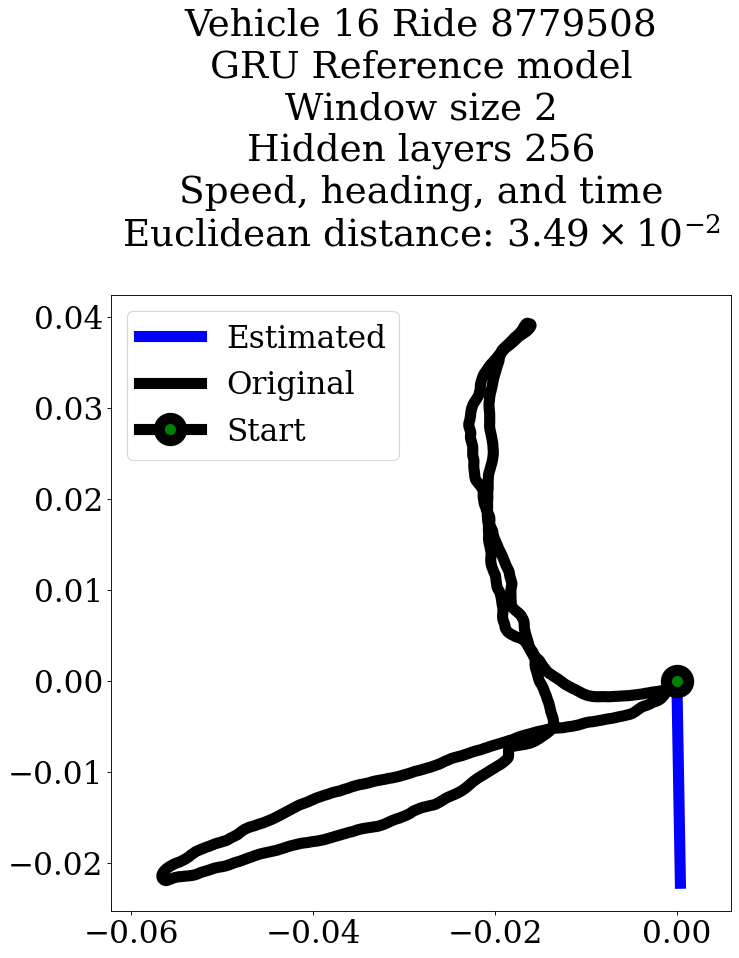 Vehicle 16 Ride 8779508
GRU Reference model
Window size 2
Hidden layers 256
Speed, heading, and time
Euclidean distance: 3.49 × 10⁻²
Estimated
Original
Start
0.04
0.03
0.02
0.01
0.00
−0.01
−0.02
−0.06 −0.04 −0.02 0.00